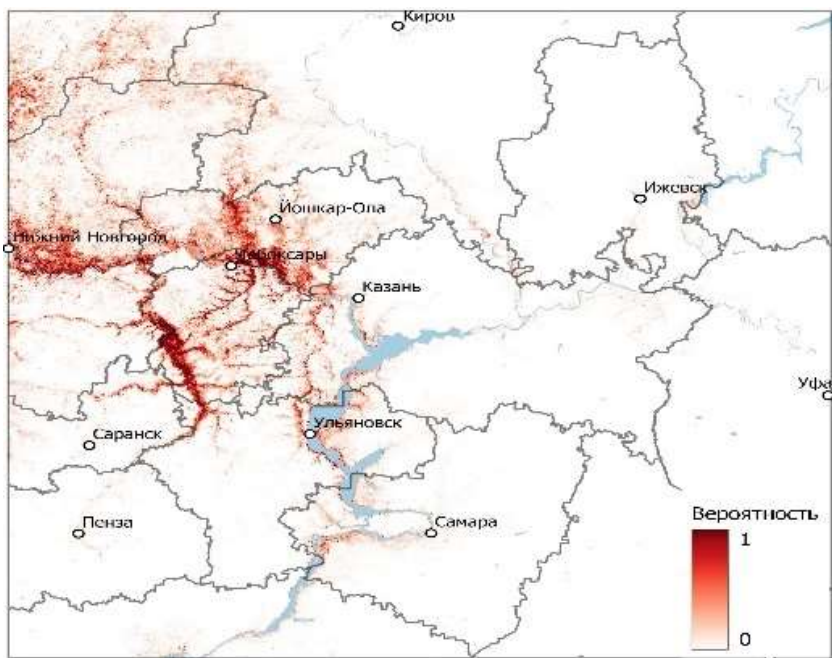 Киров
Ижевск
Йошкар-Ола
Нижний Новгород
Чебоксары
Казань
Уфа
Ульяновск
Саранск
Пенза
Самара
Вероятность
1
0